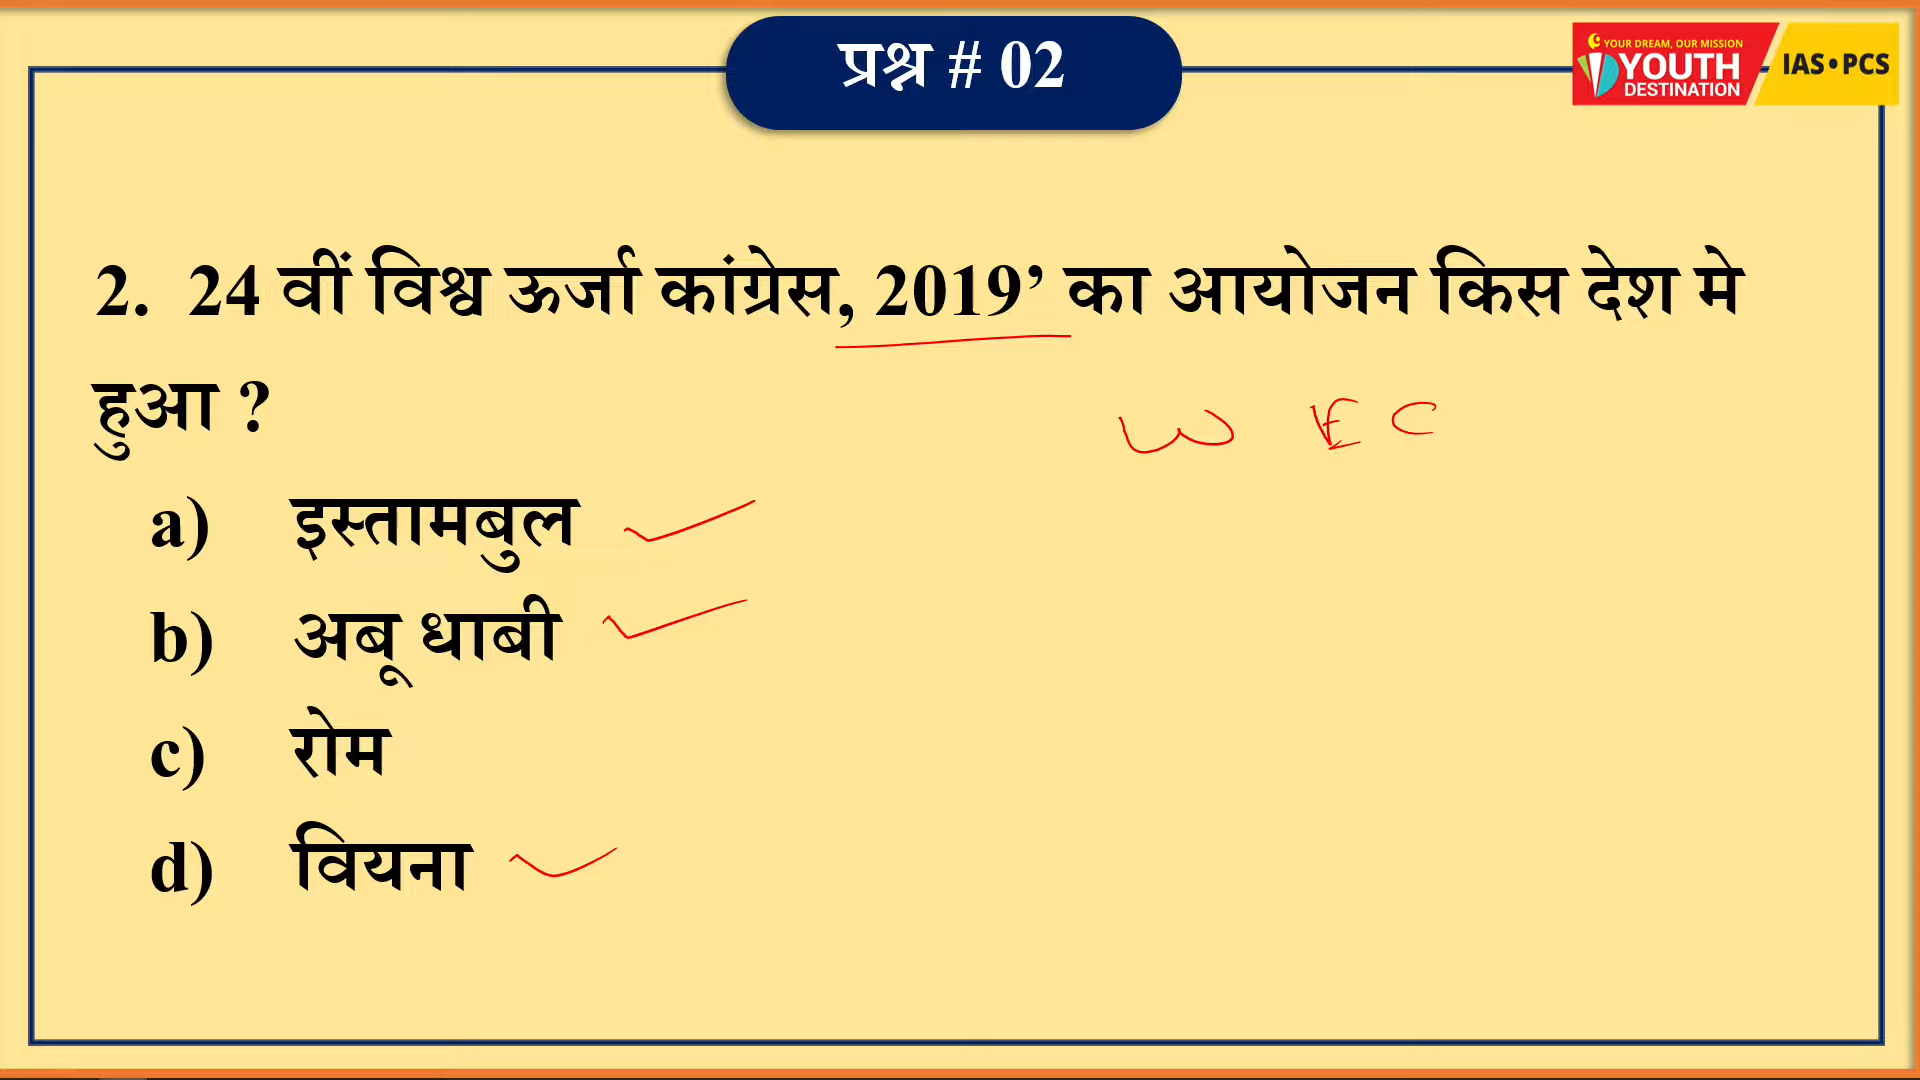 प्रश्न # 02
YOUR DREAM, OUR MISSION
YOUTH
DESTINATION
IAS•PCS
2. 24 वीं विश्व ऊर्जा कांग्रेस, 2019’ का आयोजन किस देश मे
हुआ ?
W E C
a) इस्तामबुल
b) अबू धाबी
c) रोम
d) वियना